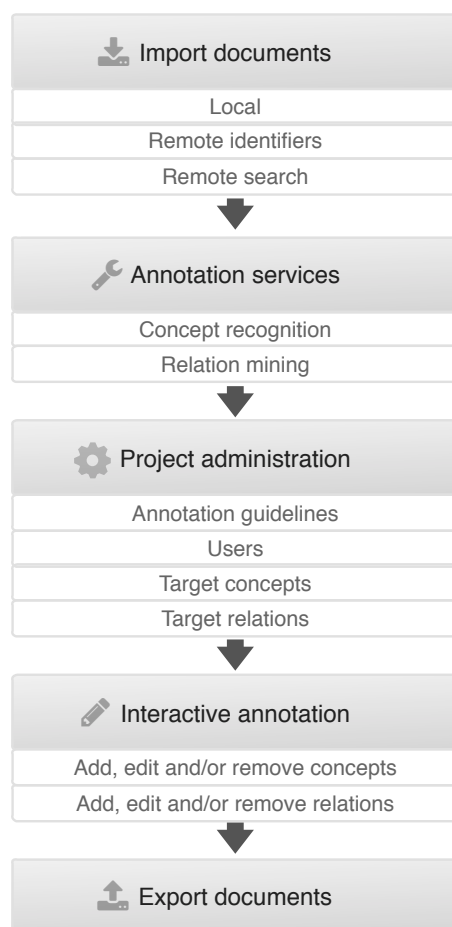 Import documents
Local
Remote identifiers
Remote search
Annotation services
Concept recognition
Relation mining
Project administration
Annotation guidelines
Users
Target concepts
Target relations
Interactive annotation
Add, edit and/or remove concepts
Add, edit and/or remove relations
Export documents